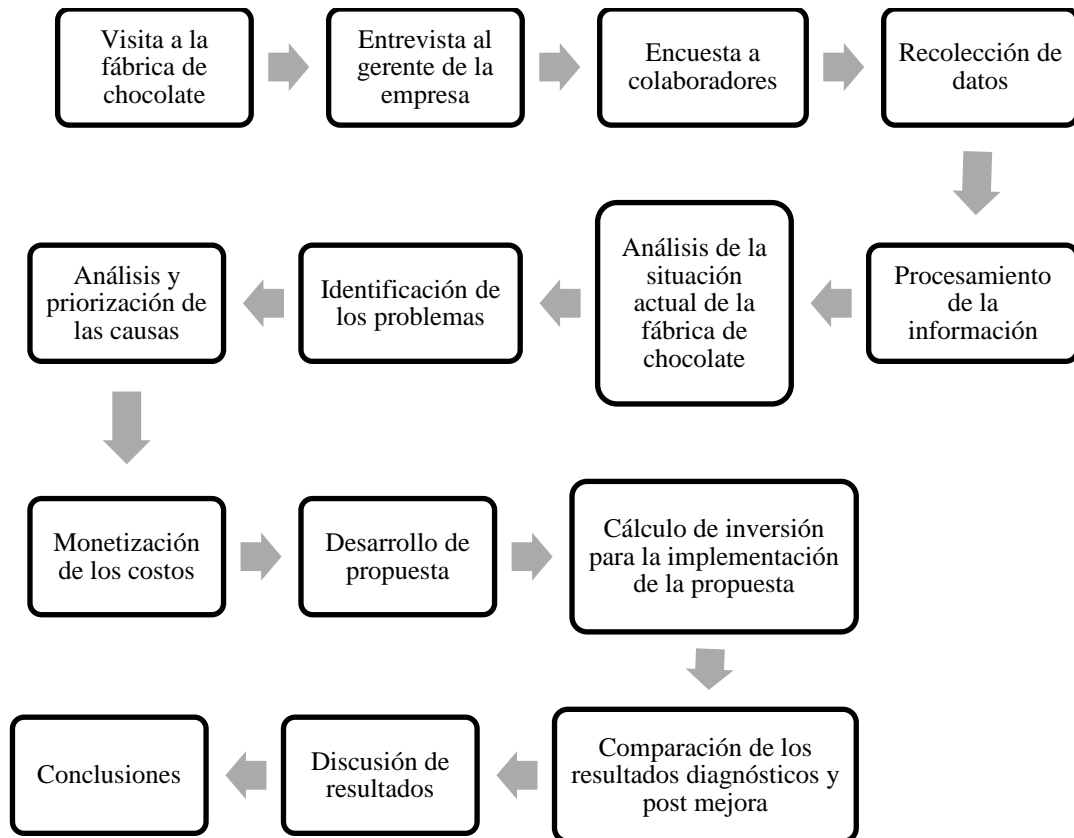 Visita a la
fábrica de
chocolate
Entrevista al
gerente de la
empresa
Encuesta a
colaboradores
Recolección de
datos
Procesamiento
de la
información
Análisis de la
situación
actual de la
fábrica de
chocolate
Identificación de
los problemas
Análisis y
priorización de
las causas
Monetización
de los costos
Desarrollo de
propuesta
Cálculo de inversión
para la implementación
de la propuesta
Comparación de los
resultados diagnósticos y
post mejora
Discusión de
resultados
Conclusiones